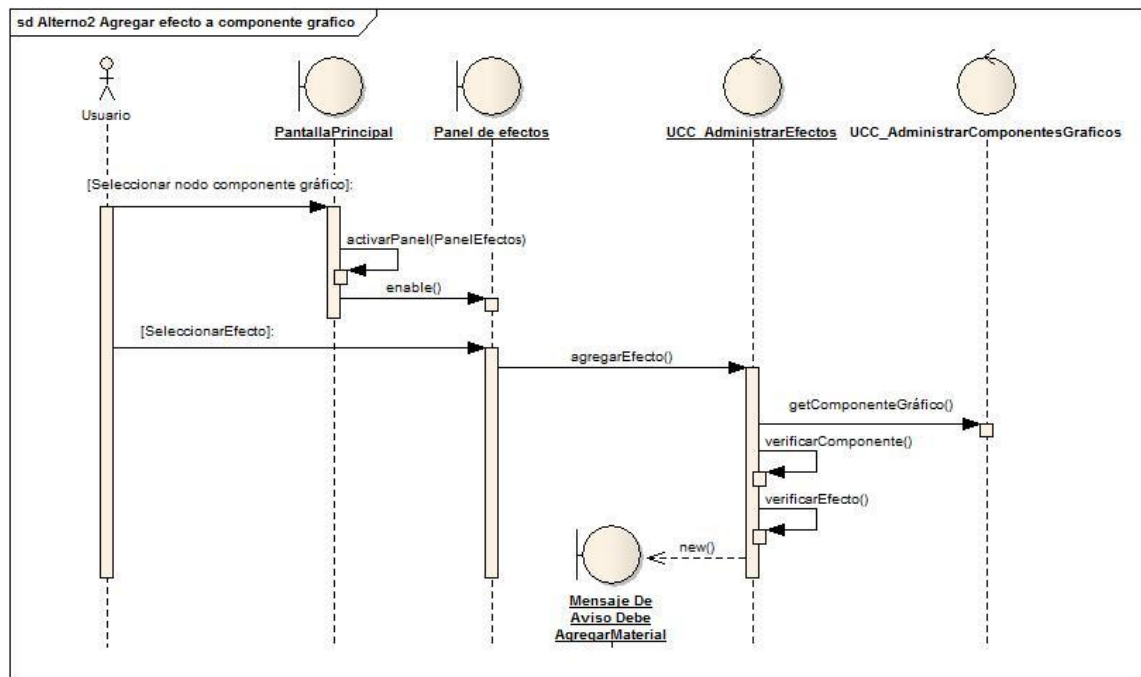 sd Alterno2 Agregar efecto a componente grafico
Usuario
PantallaPrincipal
Panel de efectos
UCC_AdministrarEfectos
UCC_AdministrarComponentesGraficos
[Seleccionar nodo componente gráfico]:
activarPanel(PanelEfectos)
enable()
[SeleccionarEfecto]:
agregarEfecto()
getComponenteGráfico()
verificarComponente()
verificarEfecto()
new()
Mensaje De
Aviso Debe
AgregarMaterial